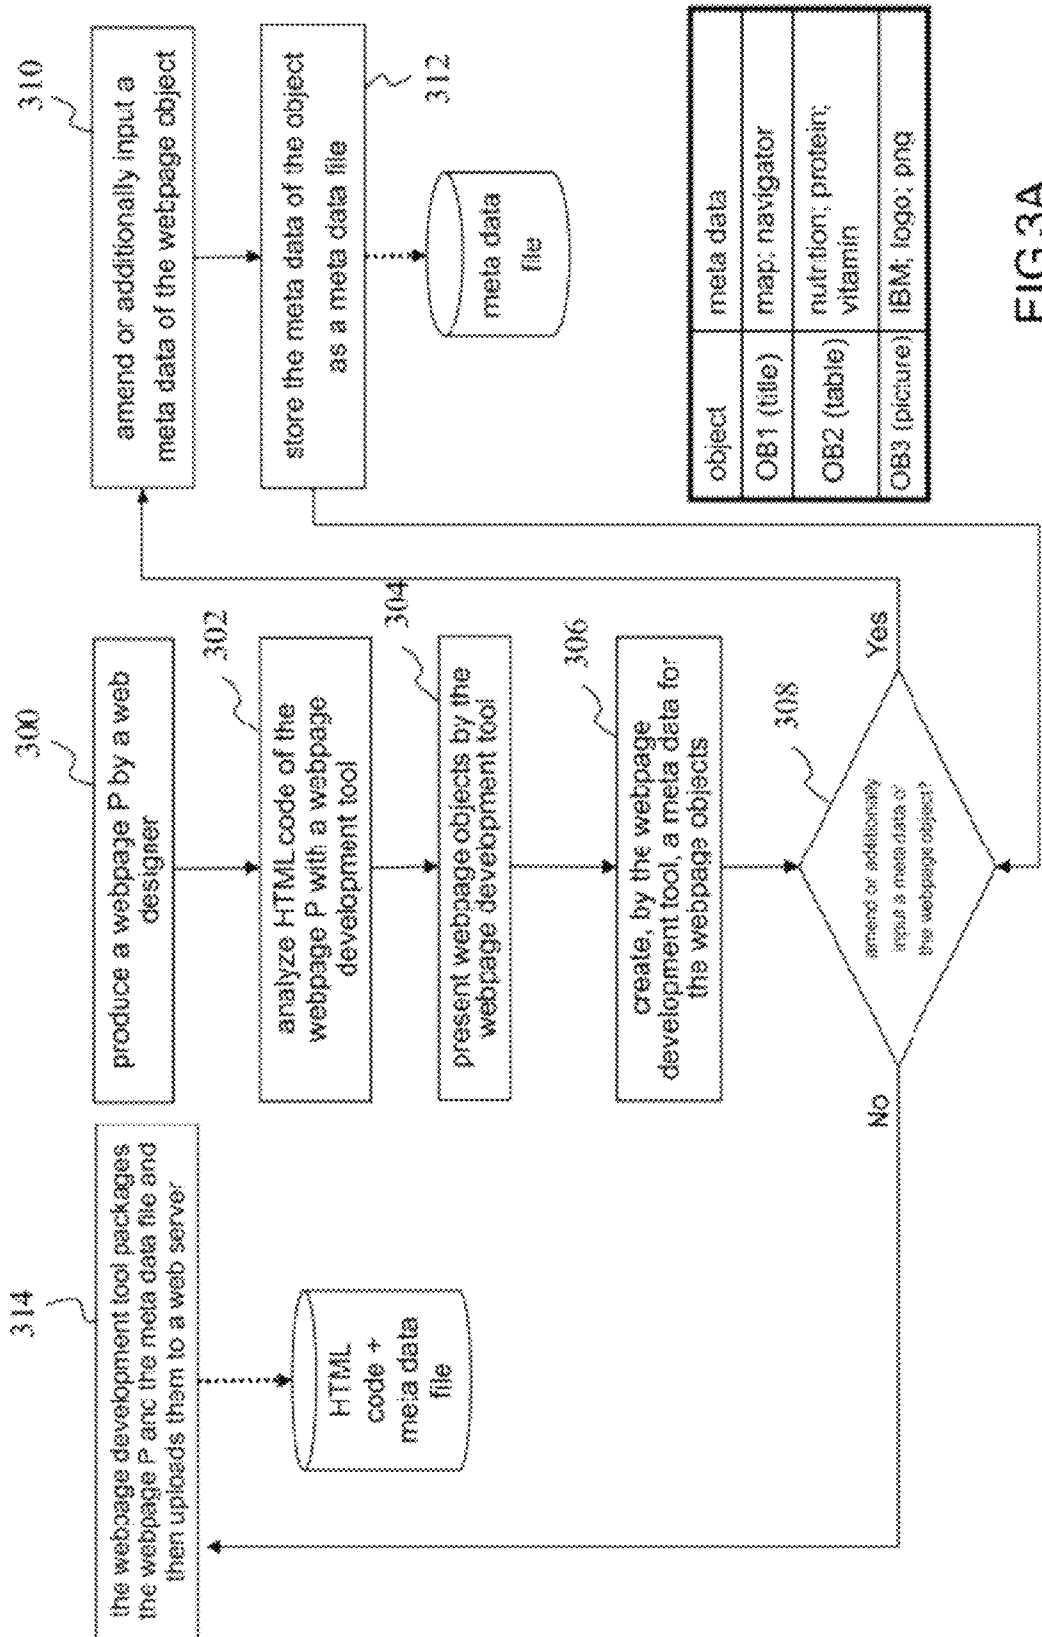 314
the webpage development tool packages
the webpage P and the meta data file and
then uploads them to a web server
HTML
code +
meta data
file
300
produce a webpage P by a web
designer
302
analyze HTML code of the
webpage P with a webpage
development tool
304
present webpage objects by the
webpage development tool
306
create, by the webpage
development tool, a meta data for
the webpage objects
308
amend or additionally
input a meta data of
the webpage object?
No
Yes
310
amend or additionally input a
meta data of the webpage object
312
store the meta data of the object
as a meta data file
meta data
file
object meta data
OB1 (title) map; navigator
OB2 (table) nutrition; protein;
vitamin
OB3 (picture) IBM; logo; png
FIG.3A